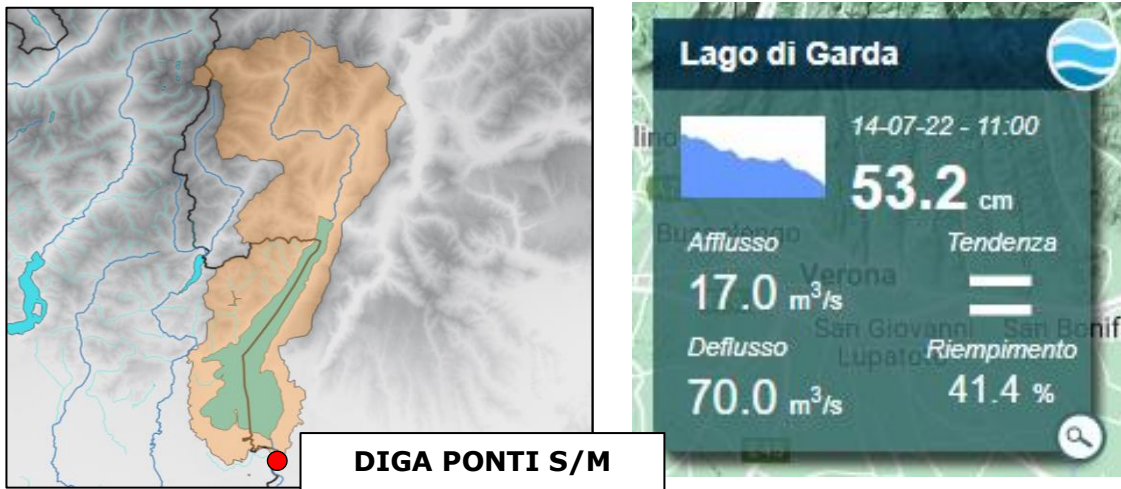 DIGA PONTI S/M
Lago di Garda
14-07-22 - 11:00
53.2 cm
Afflusso
Tendenza
17.0 m³/s
Verona
San Giovanni
Lupatoto
San Bonif
Deflusso
Riempimento
70.0 m³/s
41.4 %